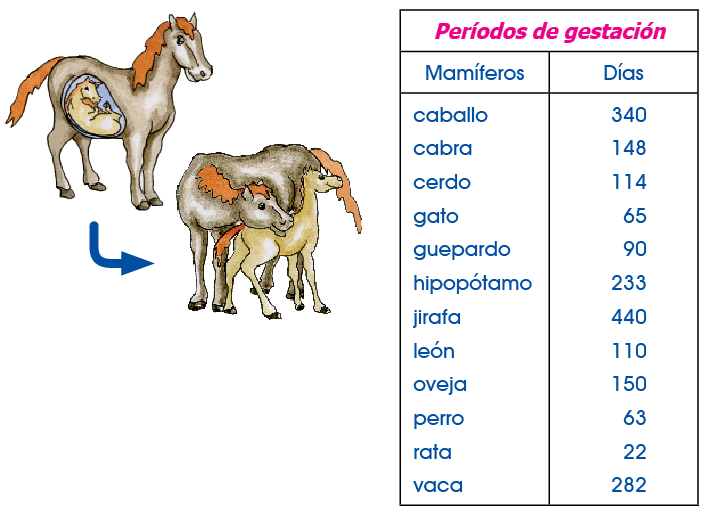 Períodos de gestación
Mamíferos Días
caballo 340
cabra 148
cerdo 114
gato 65
guepardo 90
hipopótamo 233
jirafa 440
león 110
oveja 150
perro 63
rata 22
vaca 282